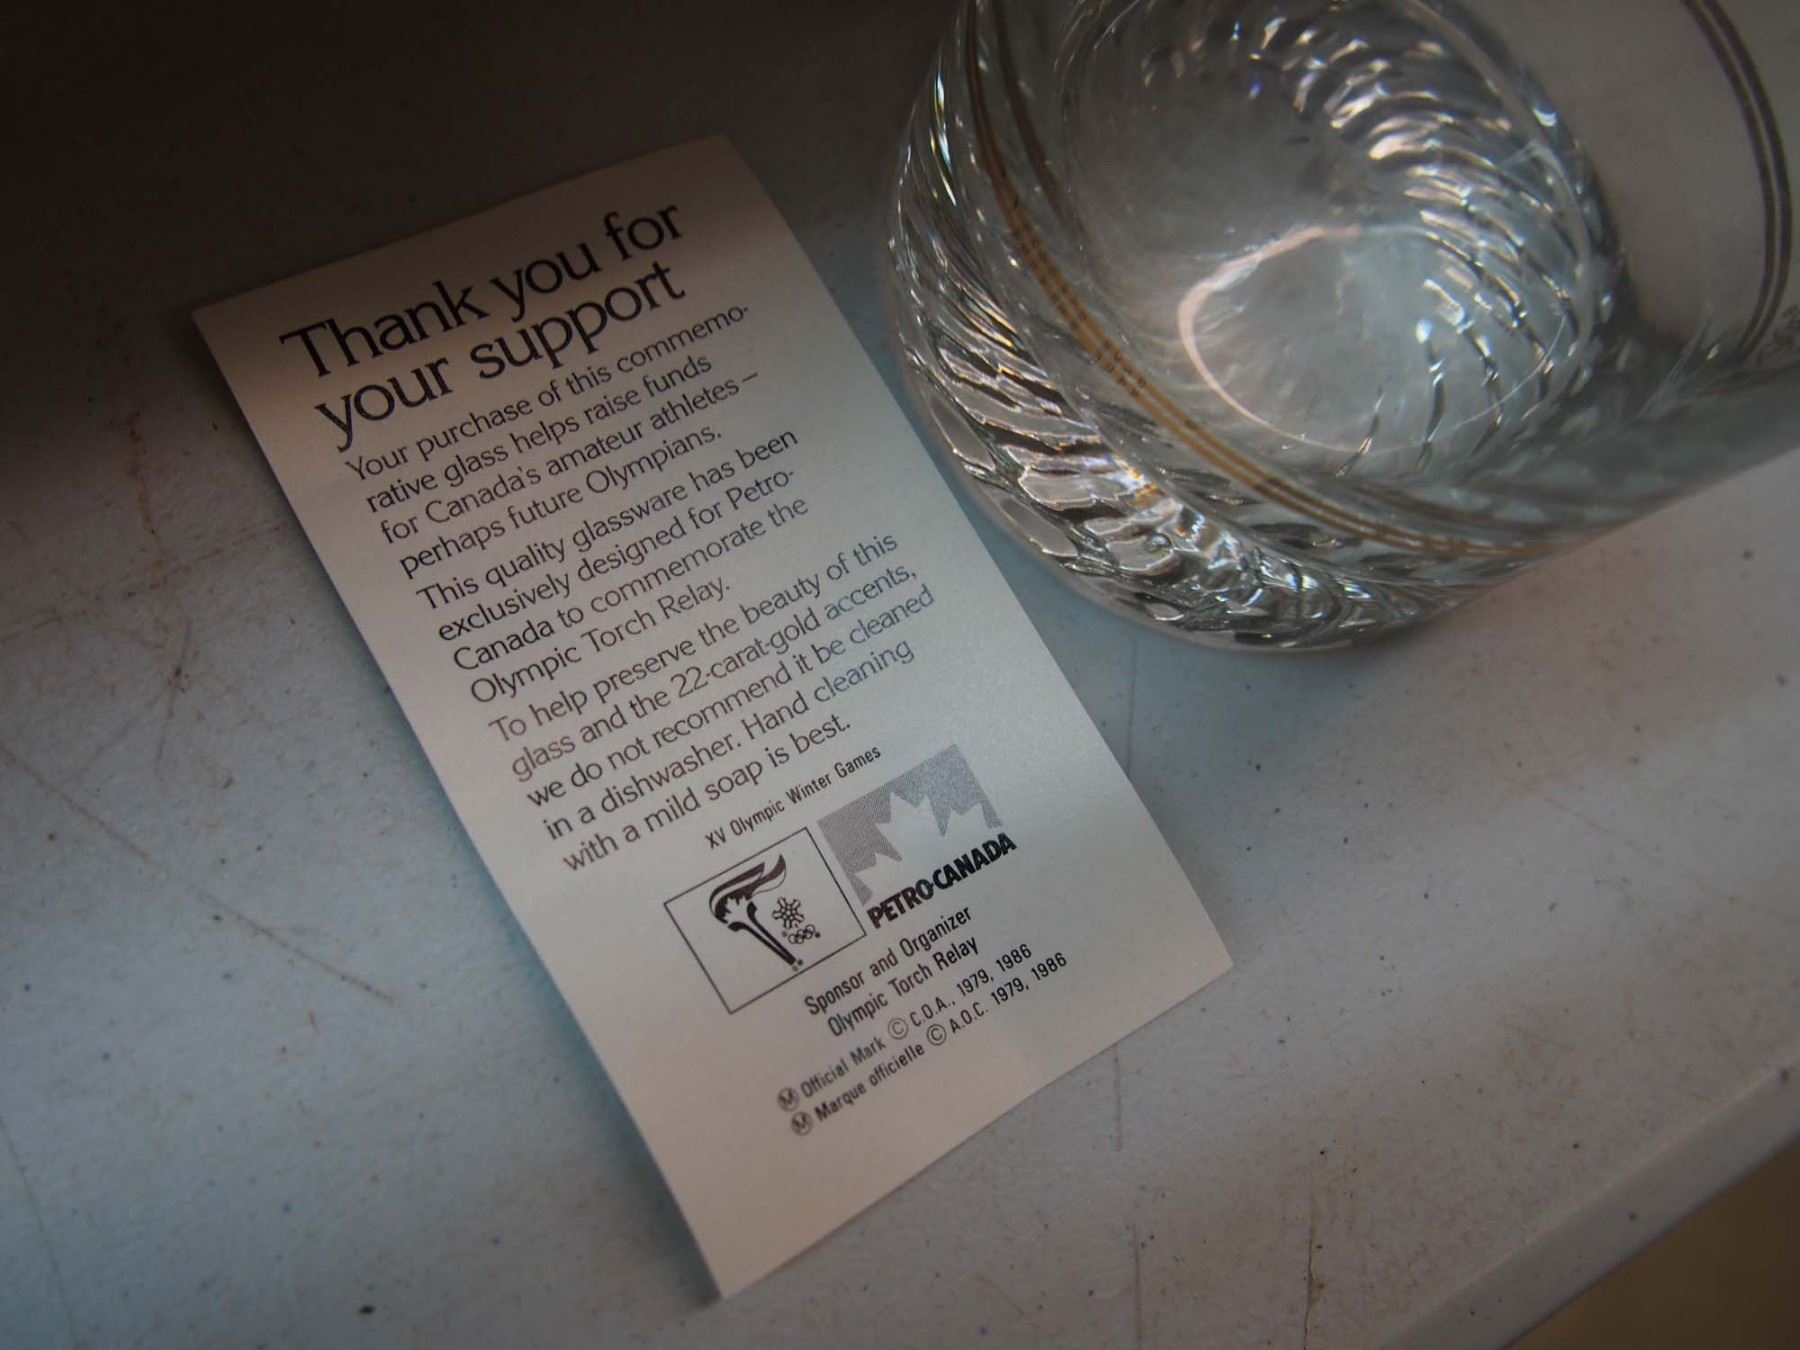 Thank you for
your support
Your purchase of this commemo-
rative glass helps raise funds
for Canada's amateur athletes –
perhaps future Olympians.
This quality glassware has been
exclusively designed for Petro-
Canada to commemorate the
Olympic Torch Relay.
To help preserve the beauty of this
glass and the 22-carat-gold accents,
we do not recommend it be cleaned
in a dishwasher. Hand cleaning
with a mild soap is best.
XV Olympic Winter Games
PETRO-CANADA
Sponsor and Organizer
Olympic Torch Relay
Ⓜ Official Mark © C.O.A., 1979, 1986
Ⓜ Marque officielle © A.O.C. 1979, 1986